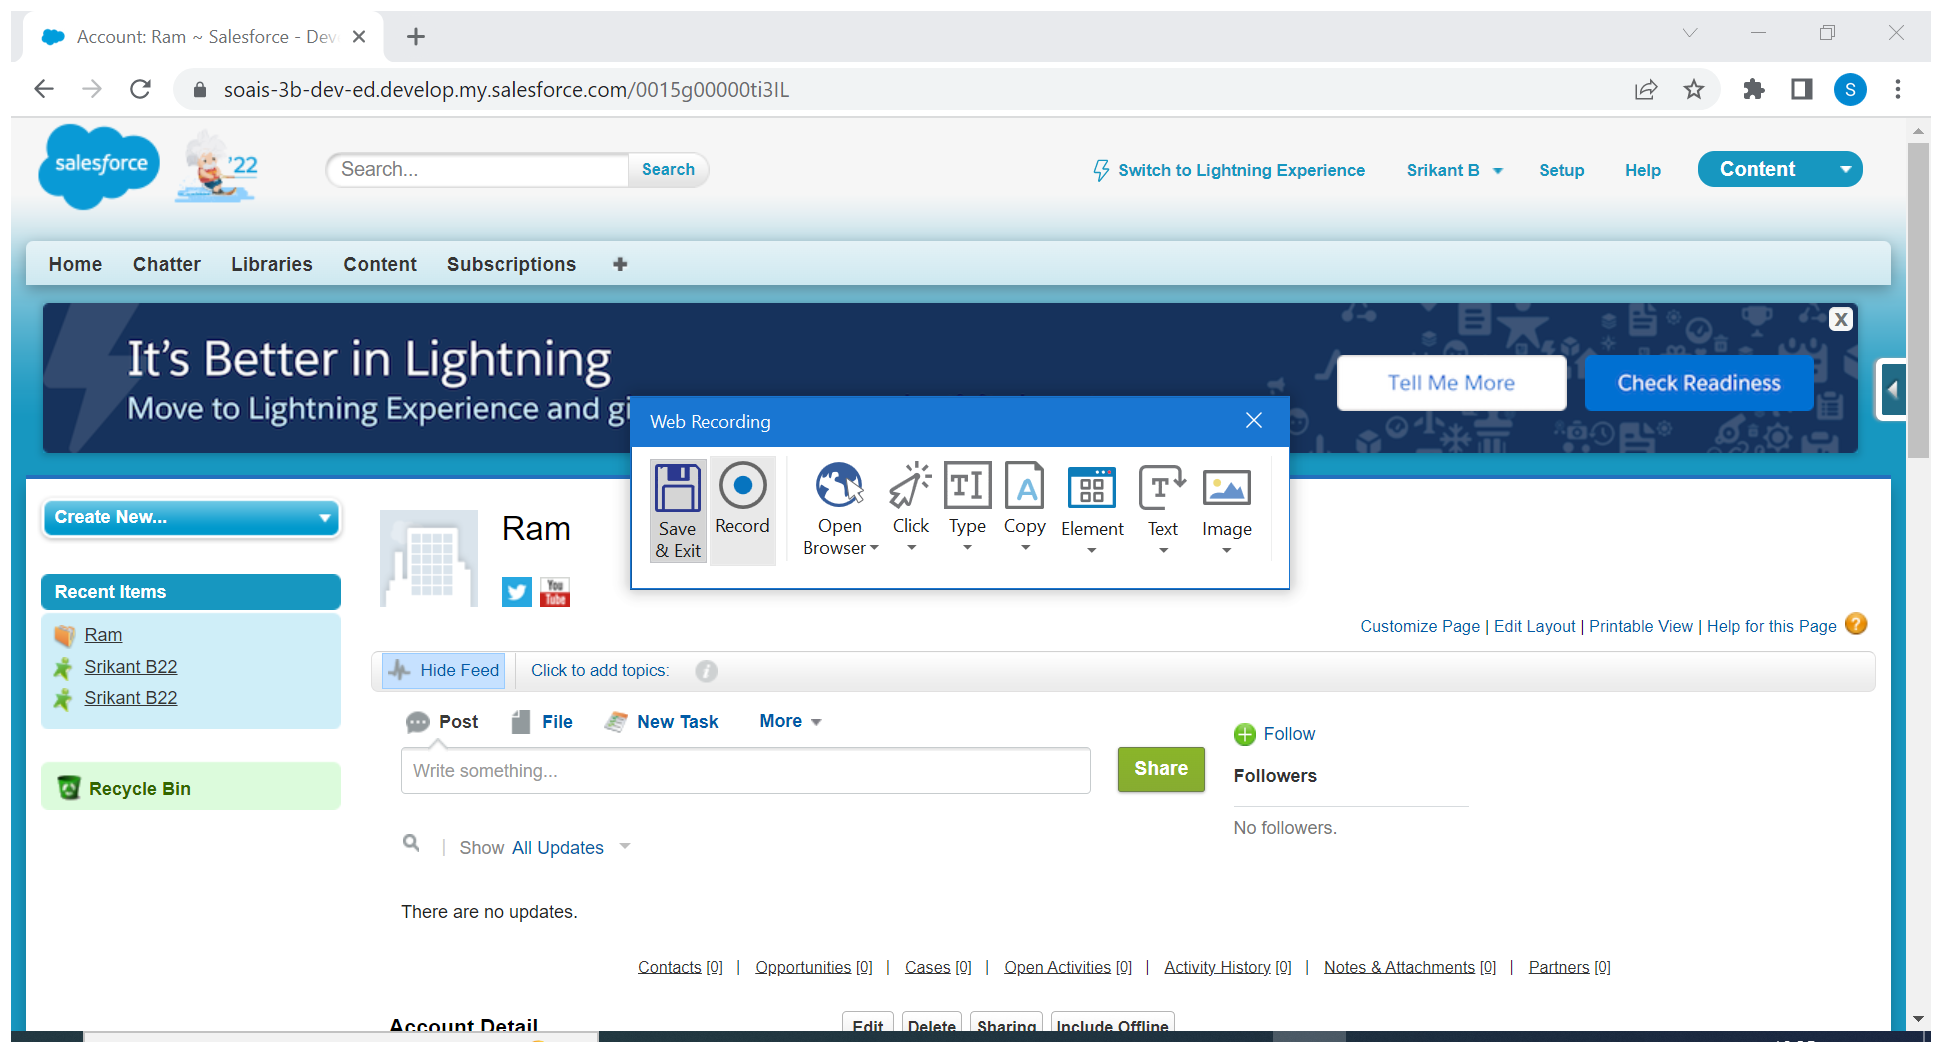 Account: Ram ~ Salesforce - Dev
soais-3b-dev-ed.develop.my.salesforce.com/0015g00000ti3lL
S
salesforce
'22
Search...
Search
Switch to Lightning Experience
Srikant B
Setup
Help
Content
Home
Chatter
Libraries
Content
Subscriptions
It's Better in Lightning
Move to Lightning Experience and gi
Tell Me More
Check Readiness
X
Web Recording
Save
& Exit
Record
Open
Browser
Click
Type
Copy
Element
Text
Image
Create New...
Recent Items
Ram
Srikant B22
Srikant B22
Recycle Bin
Ram
You
Tube
Customize Page | Edit Layout | Printable View | Help for this Page
Hide Feed
Click to add topics:
Post
File
New Task
More
Write something...
Share
Follow
Followers
No followers.
Show All Updates
There are no updates.
Contacts [0] | Opportunities [0] | Cases [0] | Open Activities [0] | Activity History [0] | Notes & Attachments [0] | Partners [0]
Account Detail
Edit
Delete
Sharing
Include Offline